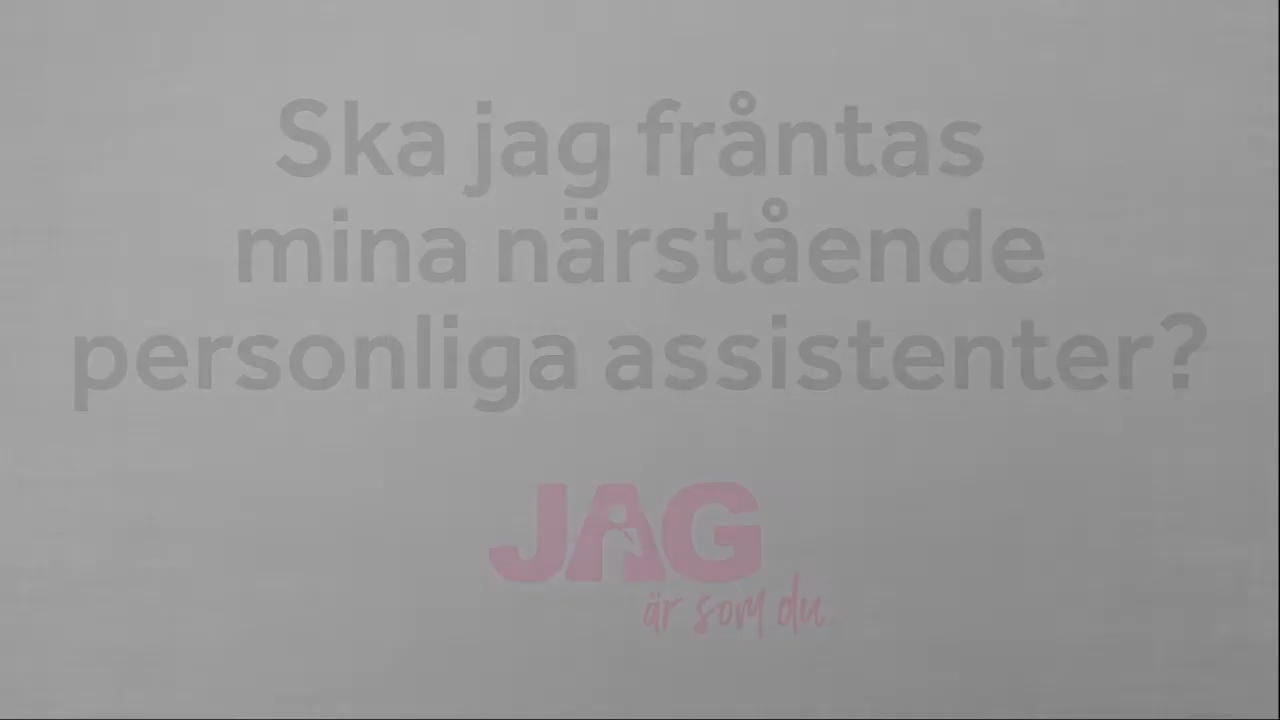 Ska jag fråntas
mina närstående
personliga assistenter?
JAG
är som du.